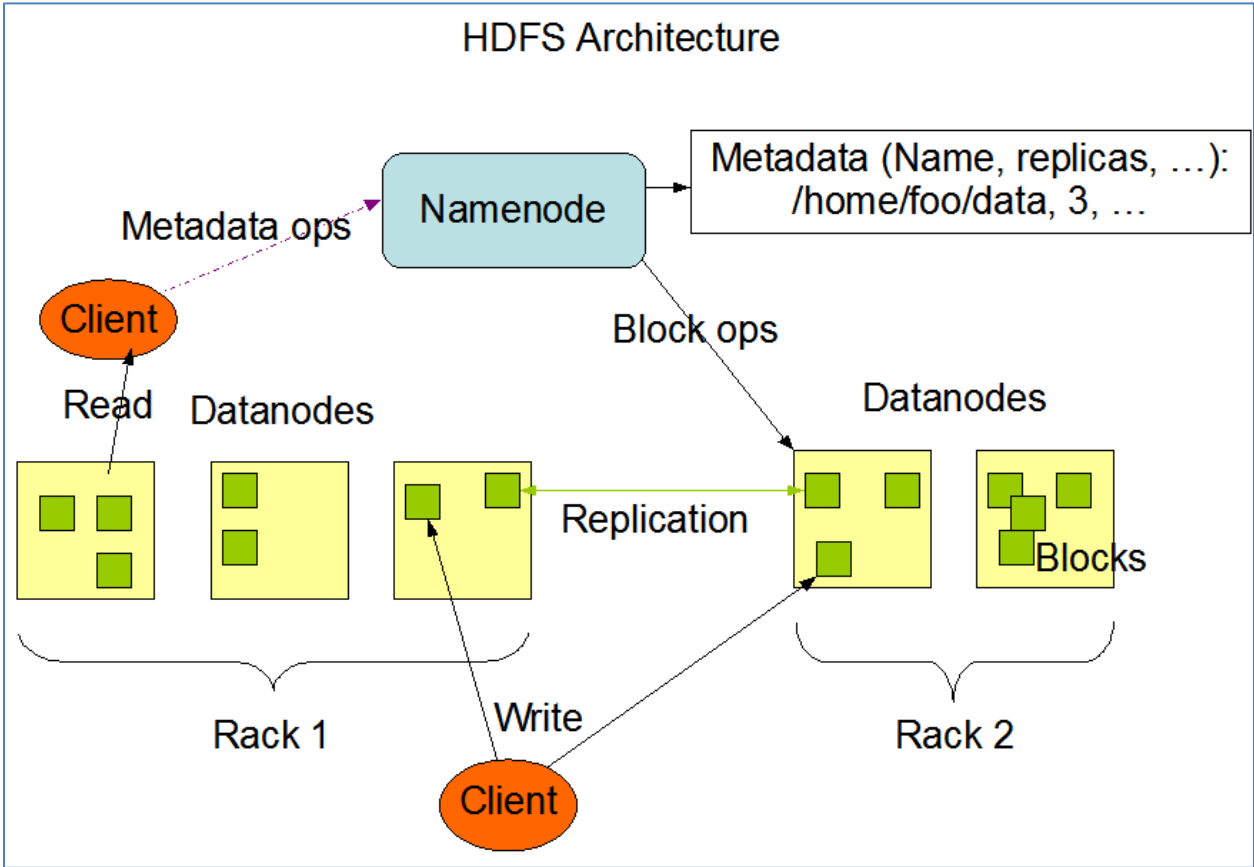 HDFS Architecture
Metadata (Name, replicas, …):
/home/foo/data, 3, …
Namenode
Metadata ops
Client
Block ops
Read
Datanodes
Datanodes
Replication
Blocks
Rack 1
Write
Rack 2
Client